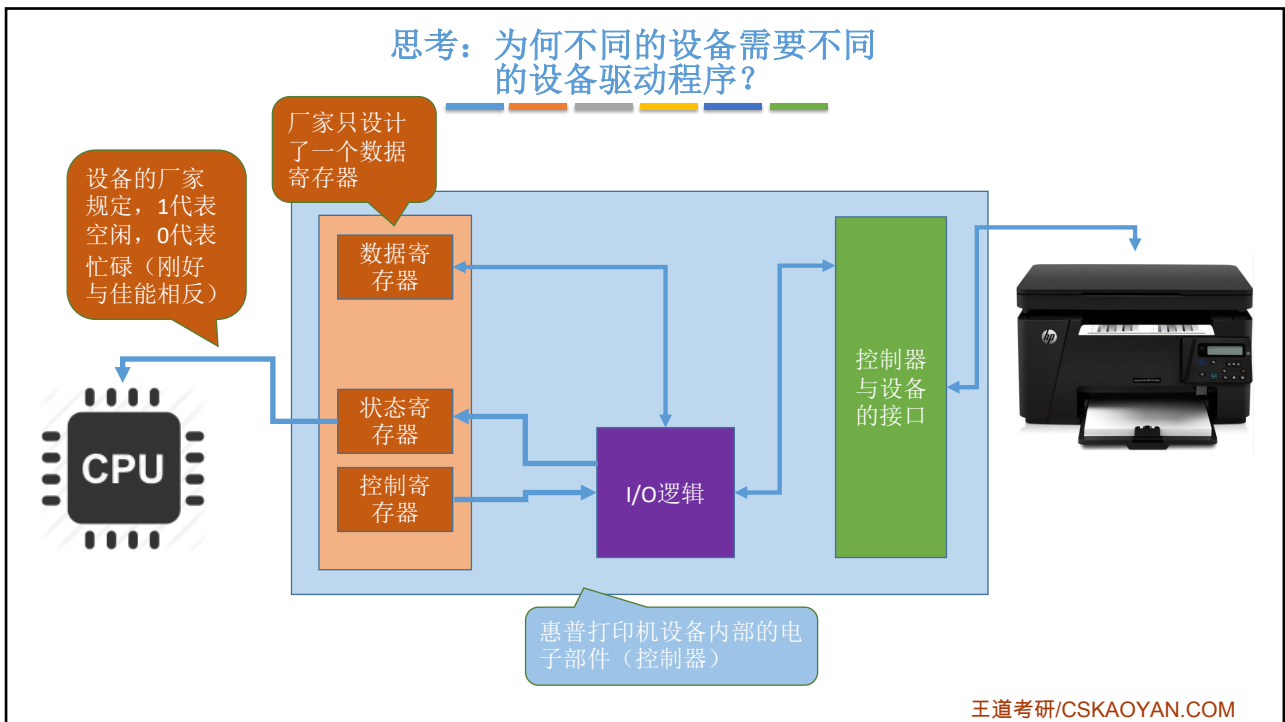 思考：为何不同的设备需要不同
的设备驱动程序？
厂家只设计
了一个数据
寄存器
设备的厂家
规定，1代表
空闲，0代表
忙碌（刚好
与佳能相反）
数据寄
存器
状态寄
存器
控制寄
存器
CPU
I/O逻辑
控制器
与设备
的接口
hp
惠普打印机设备内部的电
子部件（控制器）
王道考研/CSKAOYAN.COM